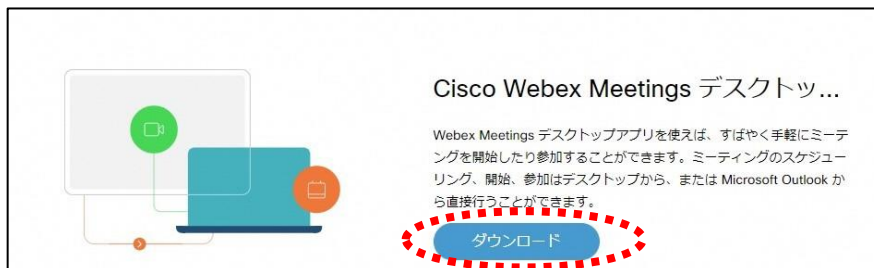 Cisco Webex Meetings デスクトッ...
Webex Meetings デスクトップアプリを使えば、すばやく手軽にミーテ
ィングを開始したり参加することができます。ミーティングのスケジュー
リング、開始、参加はデスクトップから、または Microsoft Outlook か
ら直接行うことができます。
ダウンロード